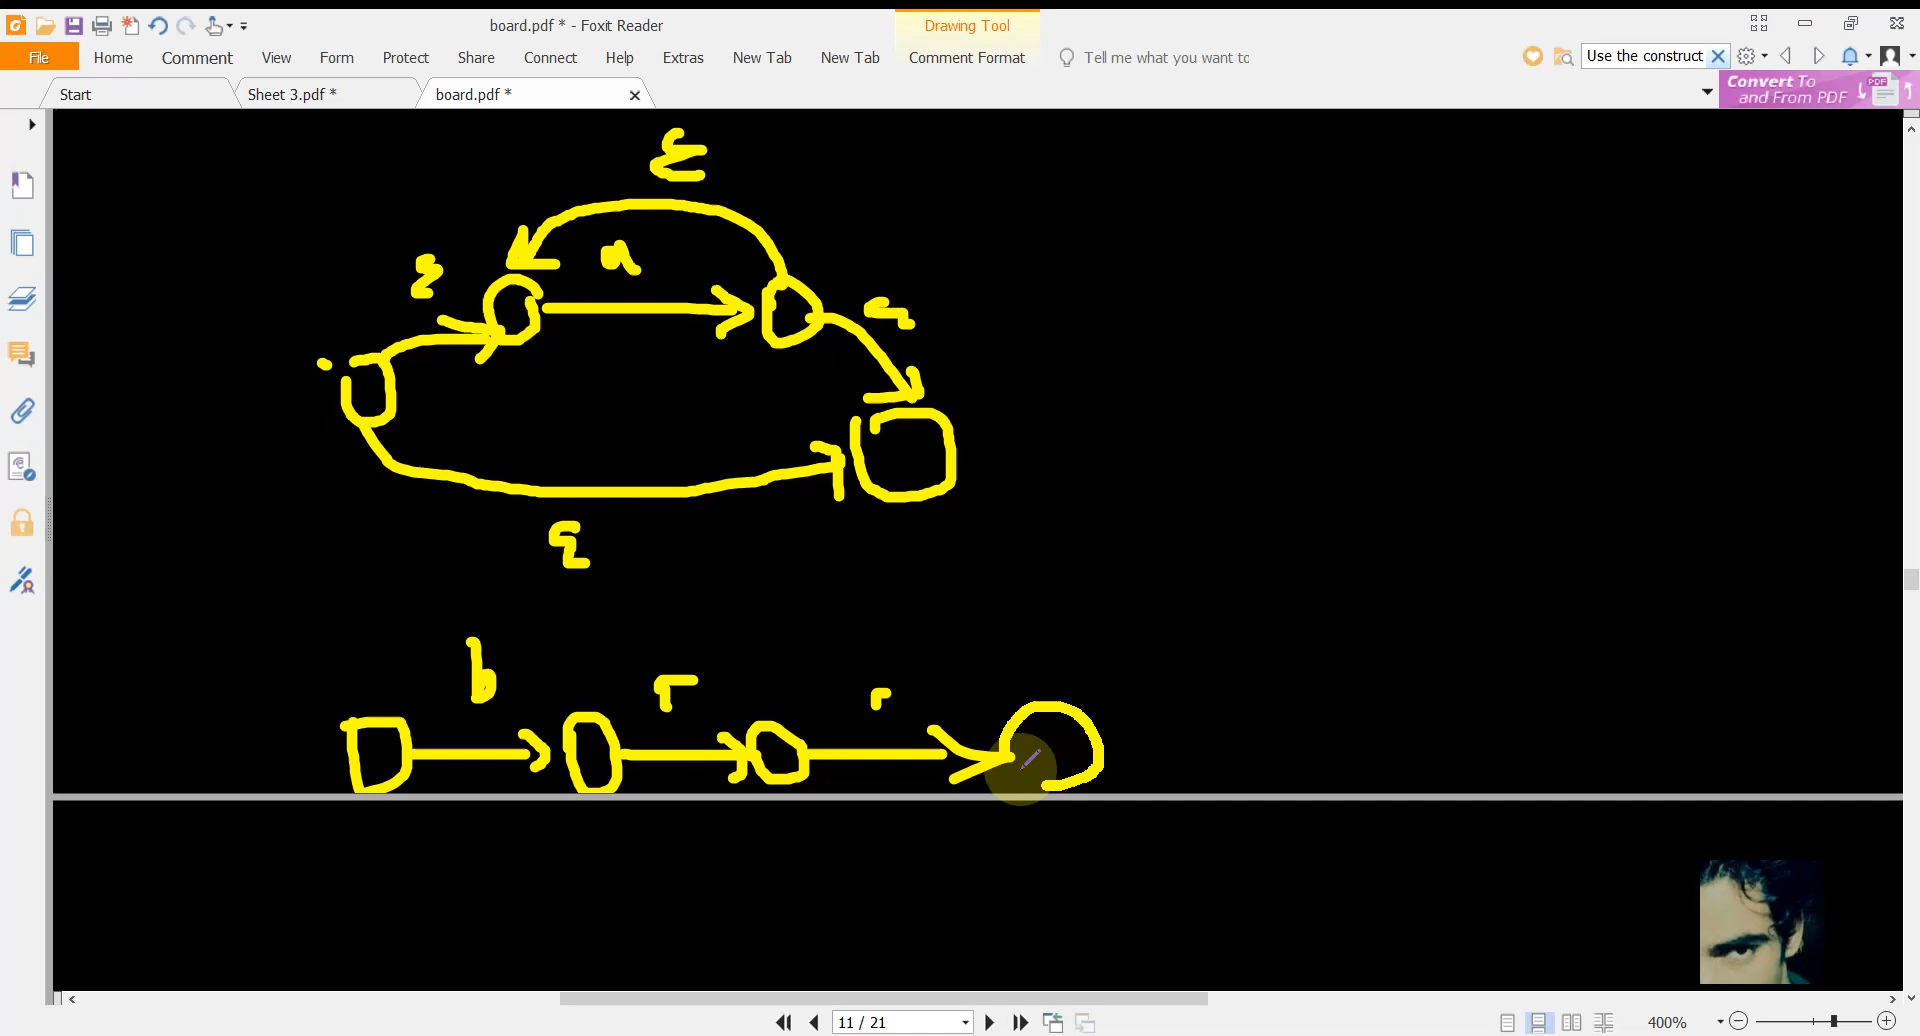 board.pdf * - Foxit Reader
Drawing Tool
File Home Comment View Form Protect Share Connect Help Extras New Tab New Tab Comment Format Tell me what you want to
Use the construct
Start Sheet 3.pdf * board.pdf *
Convert To
and From PDF
PDF
ε
a
ε
b
11 / 21
400%